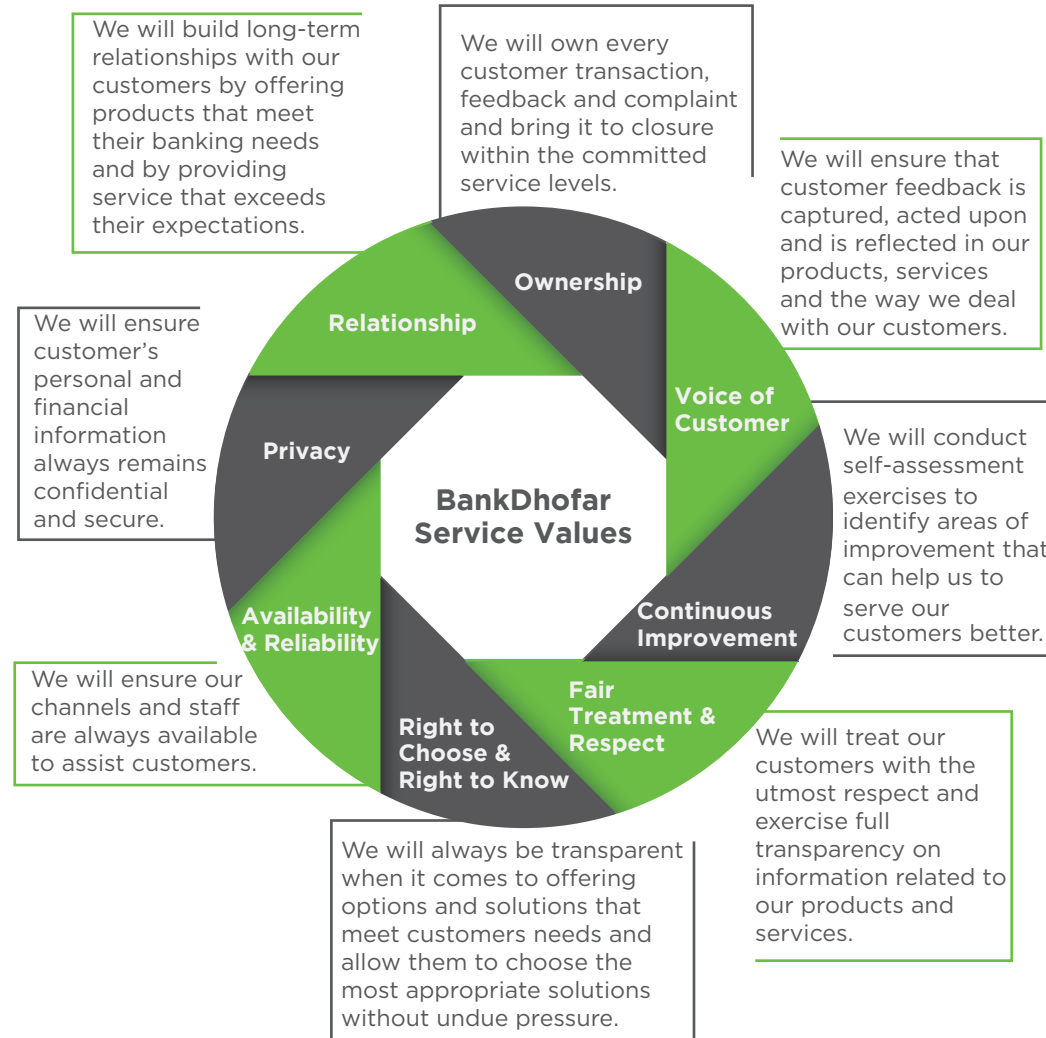 We will build long-term
relationships with our
customers by offering
products that meet
their banking needs
and by providing
service that exceeds
their expectations.
We will own every
customer transaction,
feedback and complaint
and bring it to closure
within the committed
service levels.
We will ensure that
customer feedback is
captured, acted upon
and is reflected in our
products, services
and the way we deal
with our customers.
Ownership
Relationship
Voice of
Customer
We will ensure
customer’s
personal and
financial
information
always remains
confidential
and secure.
Privacy
BankDhofar
Service Values
We will conduct
self-assessment
exercises to
identify areas of
improvement that
can help us to
serve our
customers better.
Continuous
Improvement
Availability
& Reliability
We will ensure our
channels and staff
are always available
to assist customers.
Right to
Choose &
Right to Know
Fair
Treatment &
Respect
We will treat our
customers with the
utmost respect and
exercise full
transparency on
information related to
our products and
services.
We will always be transparent
when it comes to offering
options and solutions that
meet customers needs and
allow them to choose the
most appropriate solutions
without undue pressure.